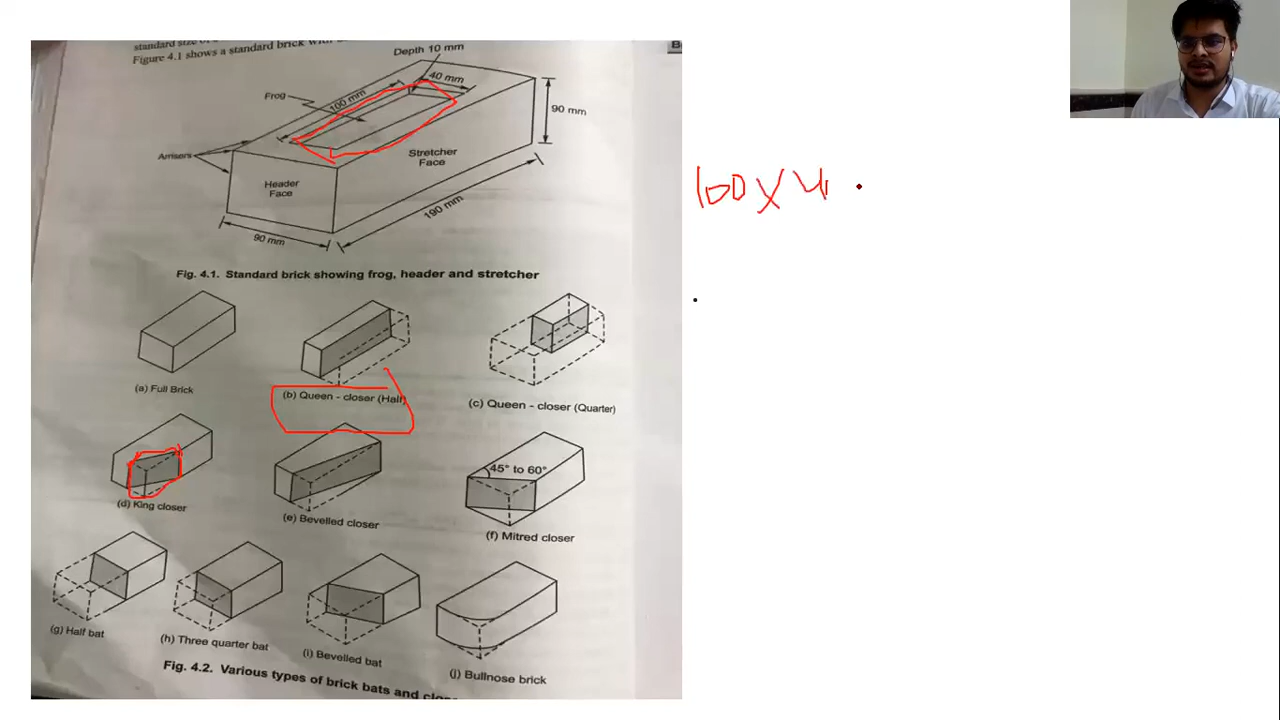 standard size of
Figure 4.1 shows a standard brick with
B
Depth 10 mm
40 mm
100 mm
Frog
90 mm
Arrises
Stretcher
Face
Header
Face
190 mm
90 mm
Fig. 4.1. Standard brick showing frog, header and stretcher
100 X 4
(a) Full Brick
(b) Queen - closer (Half)
(c) Queen - closer (Quarter)
45° to 60°
(d) King closer
(e) Bevelled closer
(f) Mitred closer
(g) Half bat
(h) Three quarter bat
(i) Bevelled bat
(j) Bullnose brick
Fig. 4.2. Various types of brick bats and clo